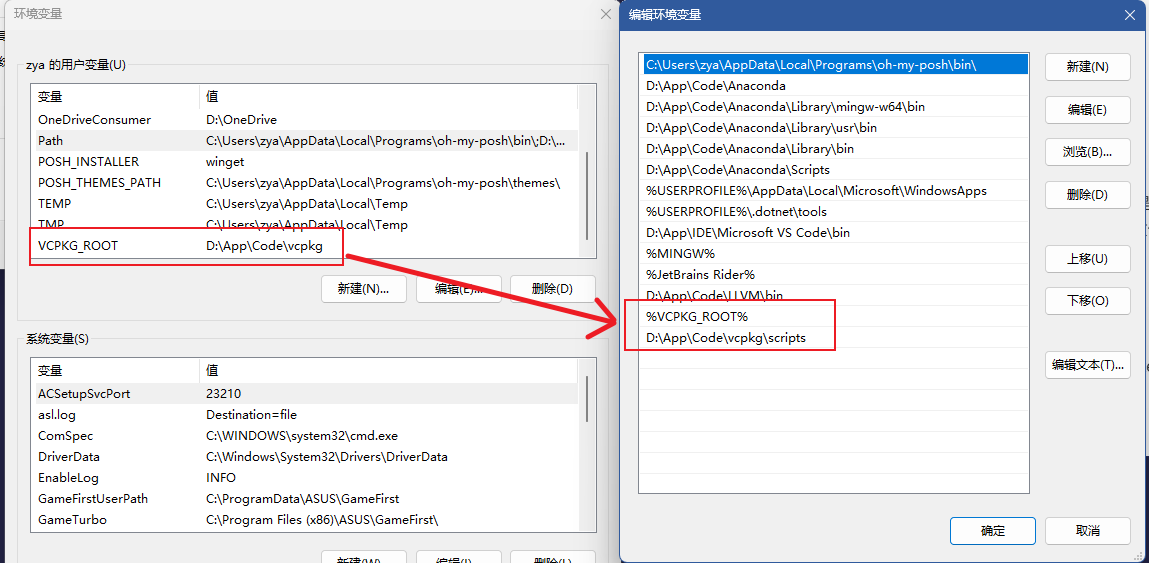 环境变量
zya 的用户变量(U)
变量 值
OneDriveConsumer D:\OneDrive
Path C:\Users\zya\AppData\Local\Programs\oh-my-posh\bin\;D:\...
POSH_INSTALLER winget
POSH_THEMES_PATH C:\Users\zya\AppData\Local\Programs\oh-my-posh\themes\
TEMP C:\Users\zya\AppData\Local\Temp
TMP C:\Users\zya\AppData\Local\Temp
VCPKG_ROOT D:\App\Code\vcpkg
新建(N)... 编辑(E)... 删除(D)
系统变量(S)
变量 值
ACSetupSvcPort 23210
asl.log Destination=file
ComSpec C:\WINDOWS\system32\cmd.exe
DriverData C:\Windows\System32\Drivers\DriverData
EnableLog INFO
GameFirstUserPath C:\ProgramData\ASUS\GameFirst
GameTurbo C:\Program Files (x86)\ASUS\GameFirst\
新建(W)... 编辑(I)... 删除(L)
编辑环境变量
C:\Users\zya\AppData\Local\Programs\oh-my-posh\bin\
D:\App\Code\Anaconda
D:\App\Code\Anaconda\Library\mingw-w64\bin
D:\App\Code\Anaconda\Library\usr\bin
D:\App\Code\Anaconda\Library\bin
D:\App\Code\Anaconda\Scripts
%USERPROFILE%\AppData\Local\Microsoft\WindowsApps
%USERPROFILE%\.dotnet\tools
D:\App\IDE\Microsoft VS Code\bin
%MINGW%
%JetBrains Rider%
D:\App\Code\LLVM\bin
%VCPKG_ROOT%
D:\App\Code\vcpkg\scripts
新建(N)
编辑(E)
浏览(B)...
删除(D)
上移(U)
下移(O)
编辑文本(T)...
确定 取消